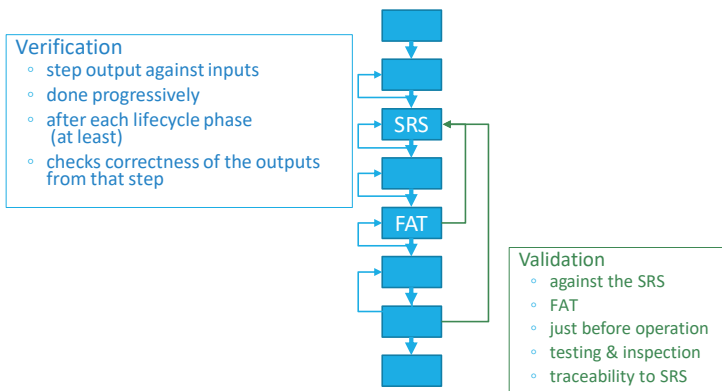 Verification
◦ step output against inputs
◦ done progressively
◦ after each lifecycle phase
(at least)
◦ checks correctness of the outputs
from that step
SRS
FAT
Validation
◦ against the SRS
◦ FAT
◦ just before operation
◦ testing & inspection
◦ traceability to SRS